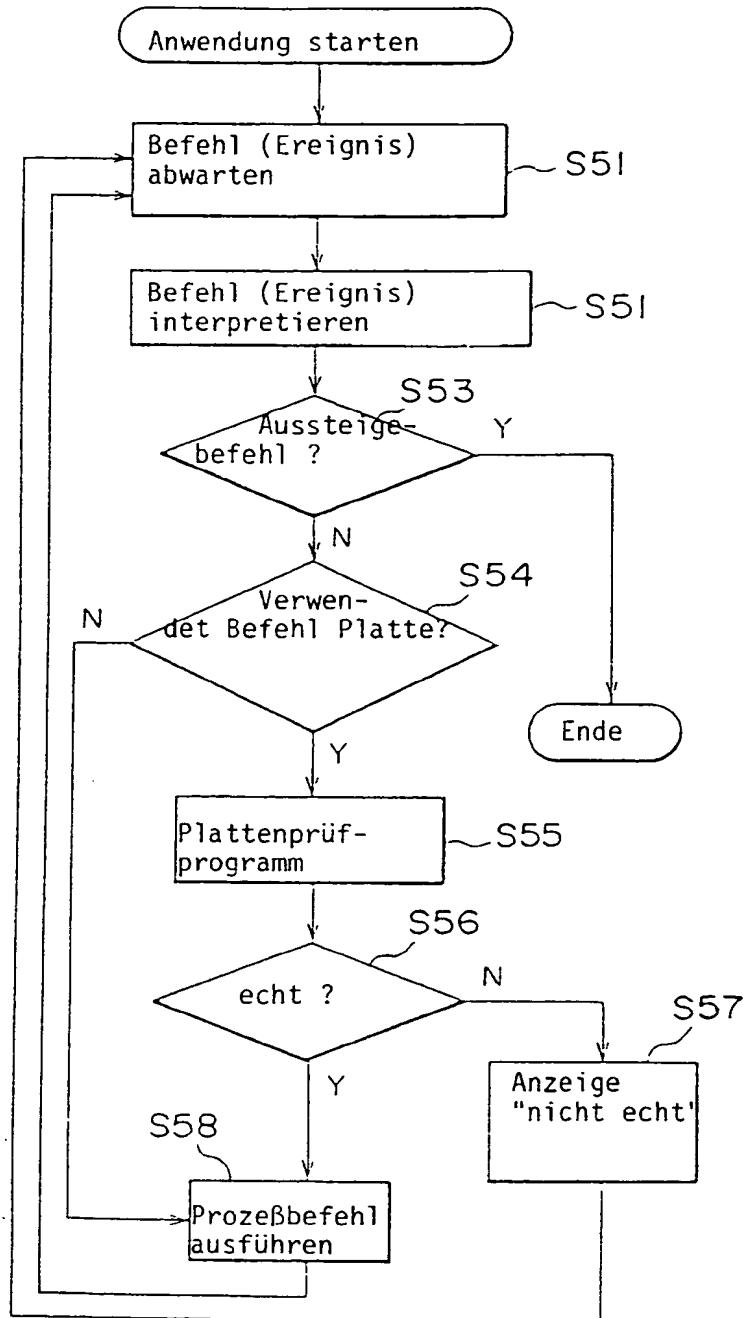 Anwendung starten
Befehl (Ereignis)
abwarten
S51
Befehl (Ereignis)
interpretieren
S51
S53
Aussteige-
befehl ?
Y
N
S54
Verwen-
det Befehl Platte?
N
Y
Ende
Plattenprüf-
programm
S55
S56
echt ?
N
Y
S57
Anzeige
"nicht echt'
S58
Prozeßbefehl
ausführen